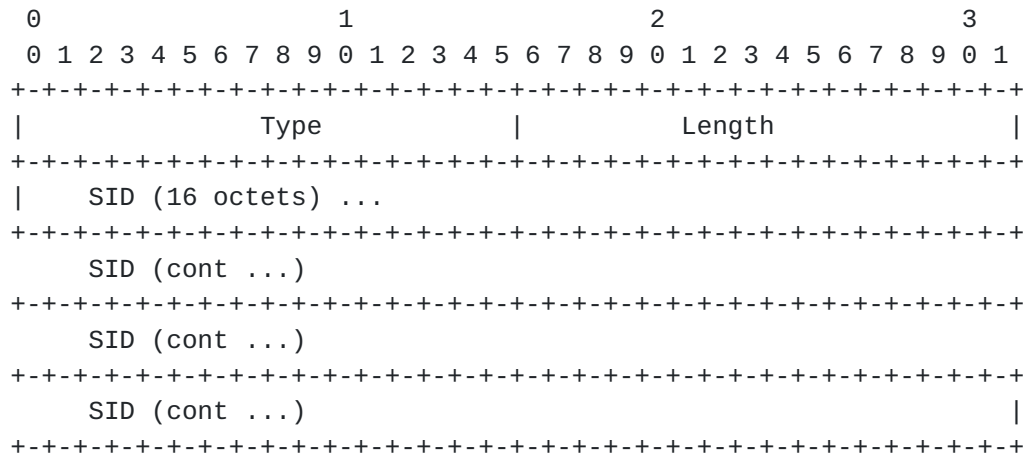 0                   1                   2                   3
 0 1 2 3 4 5 6 7 8 9 0 1 2 3 4 5 6 7 8 9 0 1 2 3 4 5 6 7 8 9 0 1
+-+-+-+-+-+-+-+-+-+-+-+-+-+-+-+-+-+-+-+-+-+-+-+-+-+-+-+-+-+-+-+-+
|               Type            |          Length               |
+-+-+-+-+-+-+-+-+-+-+-+-+-+-+-+-+-+-+-+-+-+-+-+-+-+-+-+-+-+-+-+-+
|    SID (16 octets) ...
+-+-+-+-+-+-+-+-+-+-+-+-+-+-+-+-+-+-+-+-+-+-+-+-+-+-+-+-+-+-+-+-+
     SID (cont ...)
+-+-+-+-+-+-+-+-+-+-+-+-+-+-+-+-+-+-+-+-+-+-+-+-+-+-+-+-+-+-+-+-+
     SID (cont ...)
+-+-+-+-+-+-+-+-+-+-+-+-+-+-+-+-+-+-+-+-+-+-+-+-+-+-+-+-+-+-+-+-+
     SID (cont ...)                                             |
+-+-+-+-+-+-+-+-+-+-+-+-+-+-+-+-+-+-+-+-+-+-+-+-+-+-+-+-+-+-+-+-+